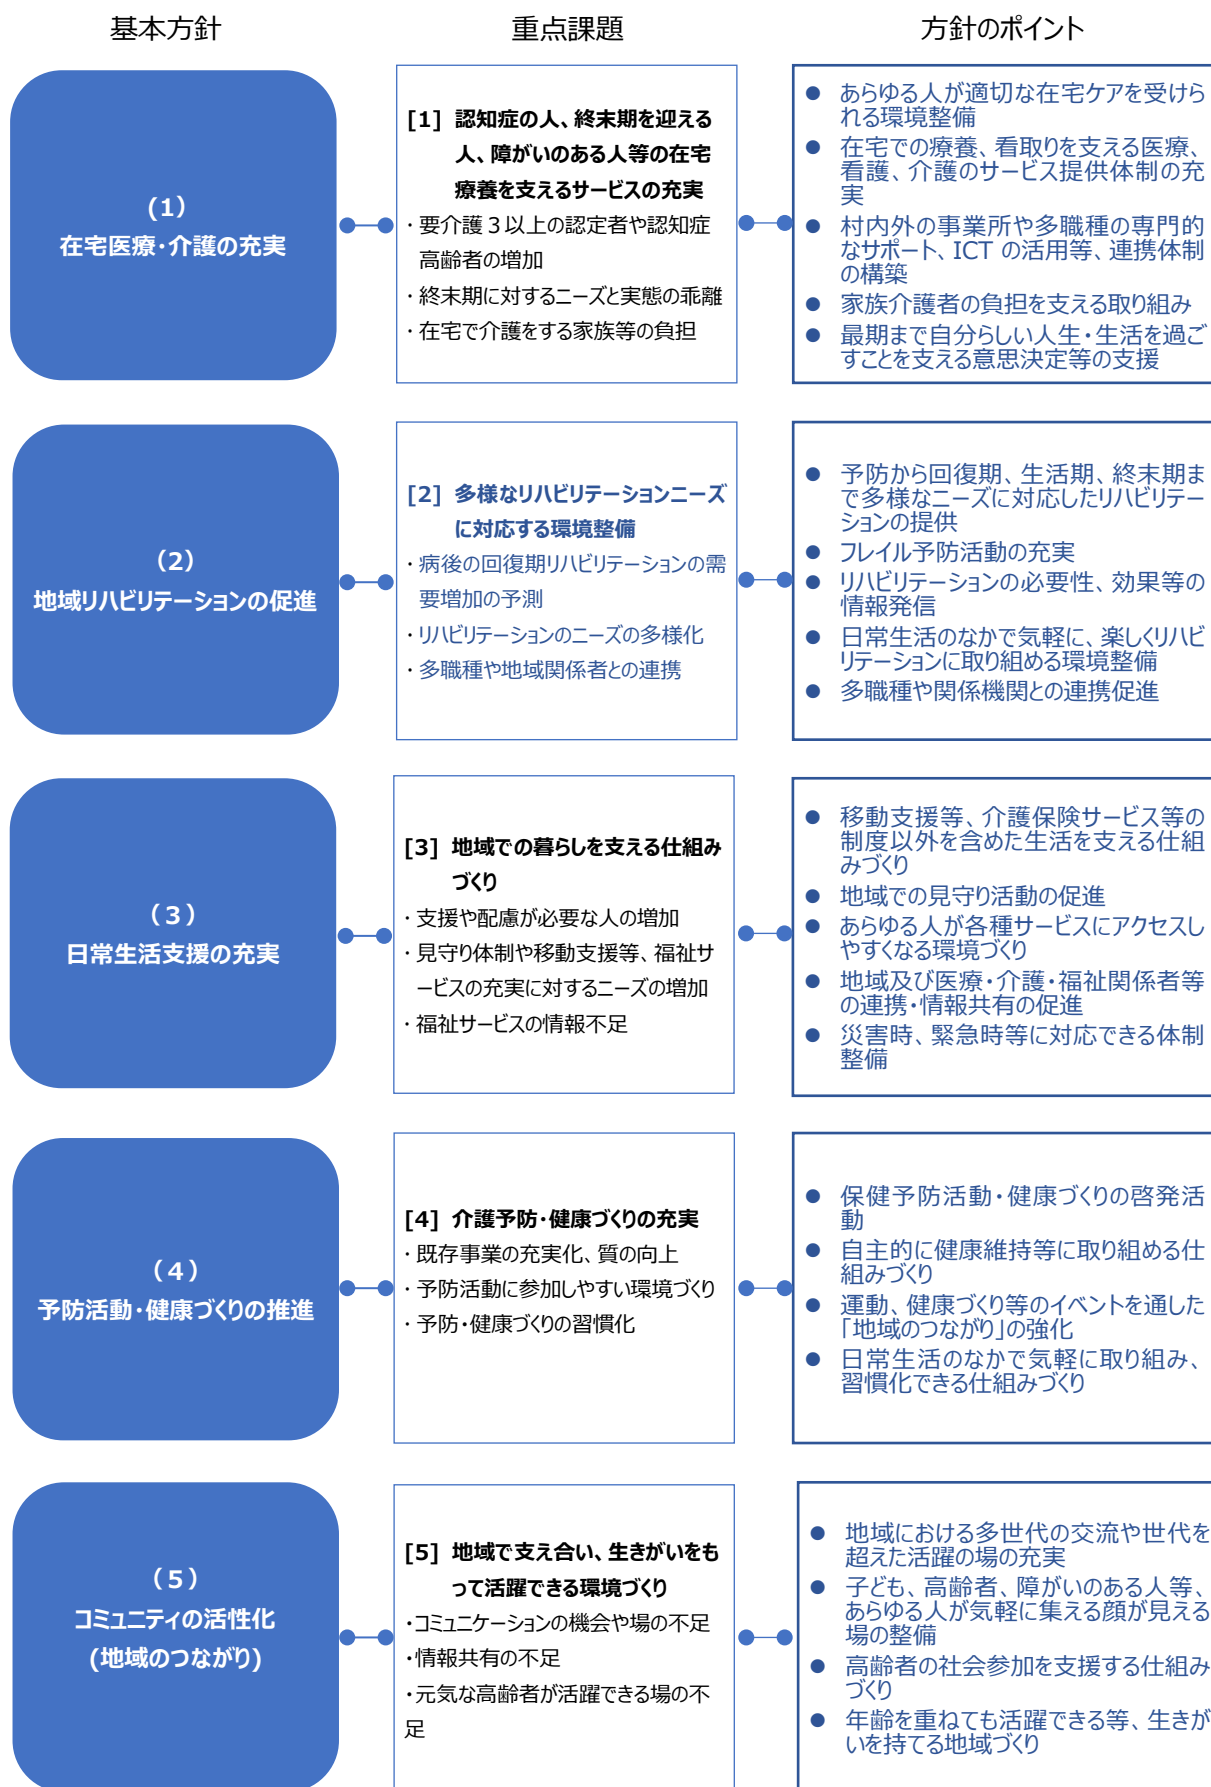 基本方針
重点課題
方針のポイント
(1)
在宅医療・介護の充実
[1] 認知症の人、終末期を迎える
人、障がいのある人等の在宅
療養を支えるサービスの充実
・要介護３以上の認定者や認知症
高齢者の増加
・終末期に対するニーズと実態の乖離
・在宅で介護をする家族等の負担
● あらゆる人が適切な在宅ケアを受けら
れる環境整備
● 在宅での療養、看取りを支える医療、
看護、介護のサービス提供体制の充
実
● 村内外の事業所や多職種の専門的
なサポート、ICT の活用等、連携体制
の構築
● 家族介護者の負担を支える取り組み
● 最期まで自分らしい人生・生活を過ご
すことを支える意思決定等の支援
(2)
地域リハビリテーションの促進
[2] 多様なリハビリテーションニーズ
に対応する環境整備
・病後の回復期リハビリテーションの需
要増加の予測
・リハビリテーションのニーズの多様化
・多職種や地域関係者との連携
● 予防から回復期、生活期、終末期ま
で多様なニーズに対応したリハビリテー
ションの提供
● フレイル予防活動の充実
● リハビリテーションの必要性、効果等の
情報発信
● 日常生活のなかで気軽に、楽しくリハビ
リテーションに取り組める環境整備
● 多職種や関係機関との連携促進
(３)
日常生活支援の充実
[3] 地域での暮らしを支える仕組み
づくり
・支援や配慮が必要な人の増加
・見守り体制や移動支援等、福祉サ
ービスの充実に対するニーズの増加
・福祉サービスの情報不足
● 移動支援等、介護保険サービス等の
制度以外を含めた生活を支える仕組
みづくり
● 地域での見守り活動の促進
● あらゆる人が各種サービスにアクセスし
やすくなる環境づくり
● 地域及び医療・介護・福祉関係者等
の連携・情報共有の促進
● 災害時、緊急時等に対応できる体制
整備
(４)
予防活動・健康づくりの推進
[4] 介護予防・健康づくりの充実
・既存事業の充実化、質の向上
・予防活動に参加しやすい環境づくり
・予防・健康づくりの習慣化
● 保健予防活動・健康づくりの啓発活
動
● 自主的に健康維持等に取り組める仕
組みづくり
● 運動、健康づくり等のイベントを通した
「地域のつながり」の強化
● 日常生活のなかで気軽に取り組み、
習慣化できる仕組みづくり
(５)
コミュニティの活性化
(地域のつながり)
[5] 地域で支え合い、生きがいをも
って活躍できる環境づくり
・コミュニケーションの機会や場の不足
・情報共有の不足
・元気な高齢者が活躍できる場の不
足
● 地域における多世代の交流や世代を
超えた活躍の場の充実
● 子ども、高齢者、障がいのある人等、
あらゆる人が気軽に集える顔が見える
場の整備
● 高齢者の社会参加を支援する仕組み
づくり
● 年齢を重ねても活躍できる等、生きが
いを持てる地域づくり